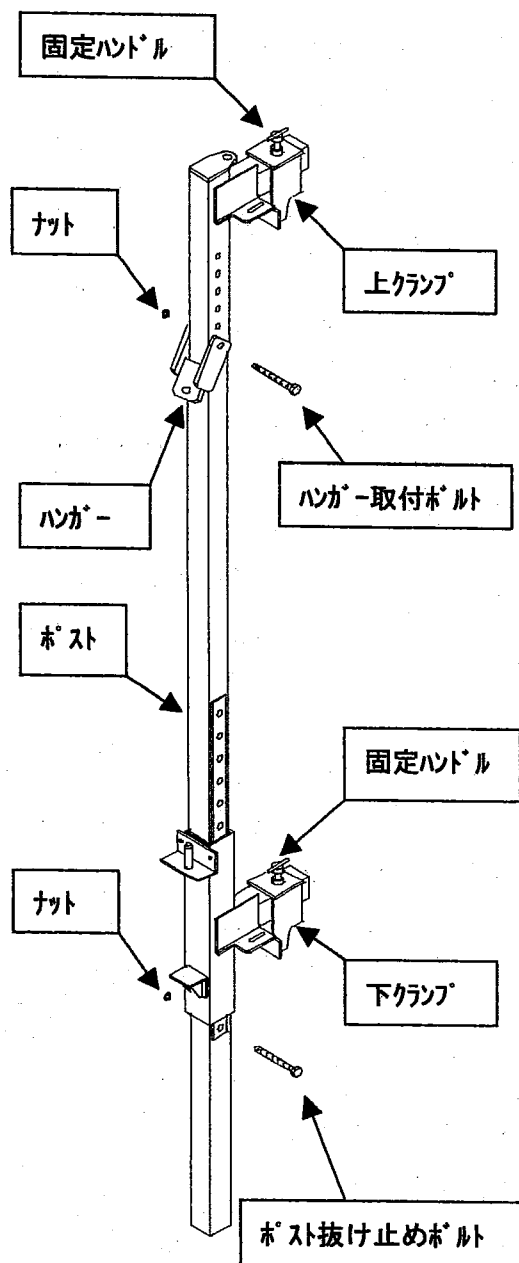 固定ﾊﾝﾄﾞﾙ
ﾅｯﾄ
上ｸﾗﾝﾌﾟ
ﾊﾝｶﾞｰ
ﾊﾝｶﾞｰ取付ﾎﾞﾙﾄ
ﾎﾟｽﾄ
固定ﾊﾝﾄﾞﾙ
ﾅｯﾄ
下ｸﾗﾝﾌﾟ
ﾎﾟｽﾄ抜け止めﾎﾞﾙﾄ